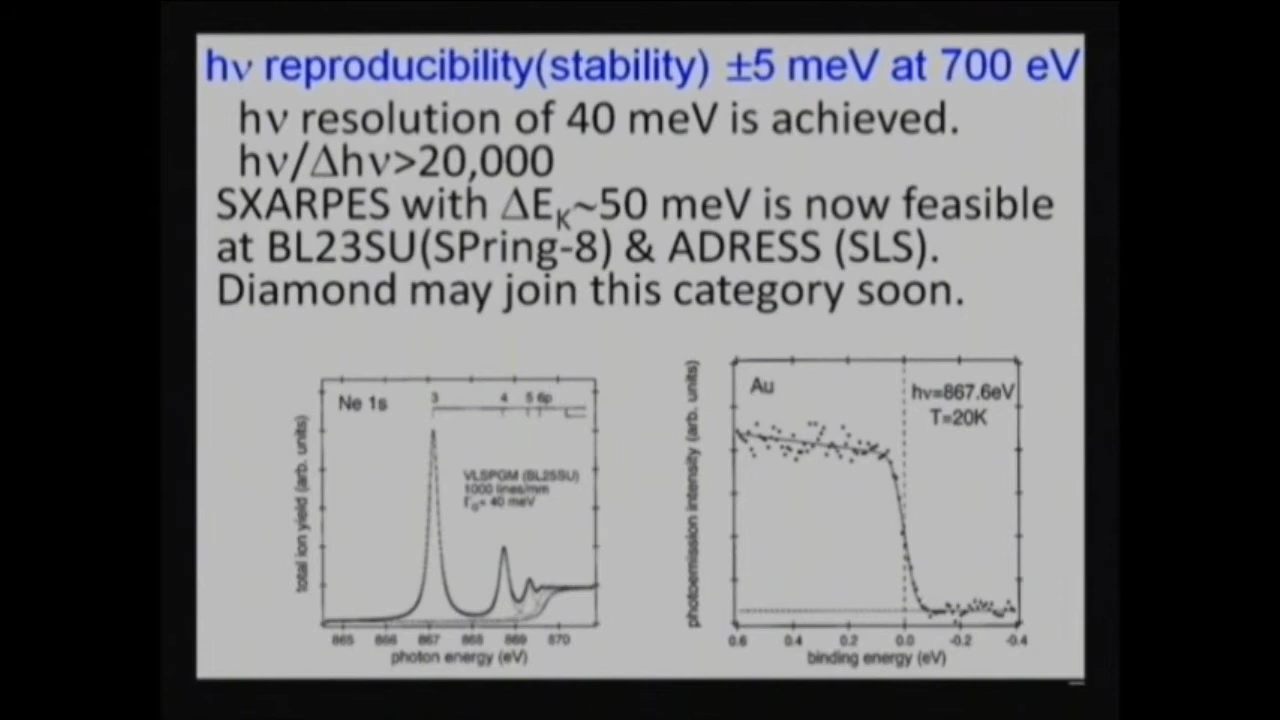 hν reproducibility(stability) ±5 meV at 700 eV
hν resolution of 40 meV is achieved.
hν/Δhν>20,000
SXARPES with ΔEK~50 meV is now feasible
at BL23SU(SPring-8) & ADRESS (SLS).
Diamond may join this category soon.
Ne 1s
3 4 5 6p
VLSPGM (BL25SU)
1000 lines/mm
ΓG= 40 meV
total ion yield (arb. units)
865 866 867 868 869 870
photon energy (eV)
Au
hν=867.6eV
T=20K
photoemission intensity (arb. units)
0.6 0.4 0.2 0.0 -0.2 -0.4
binding energy (eV)